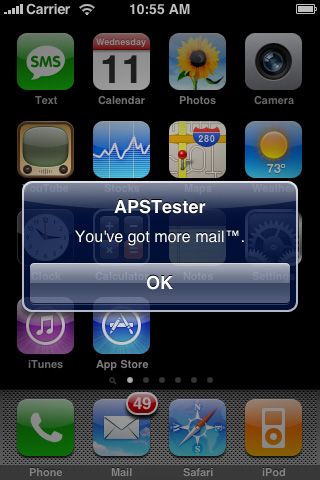 Carrier 10:55 AM
SMS Wednesday 11 280 73°
Text Calendar Photos Camera
YouTube Stocks Maps Weather
APSTester
You've got more mail™.
Clock Calculator Notes Settings
OK
iTunes App Store
49
Phone Mail Safari iPod